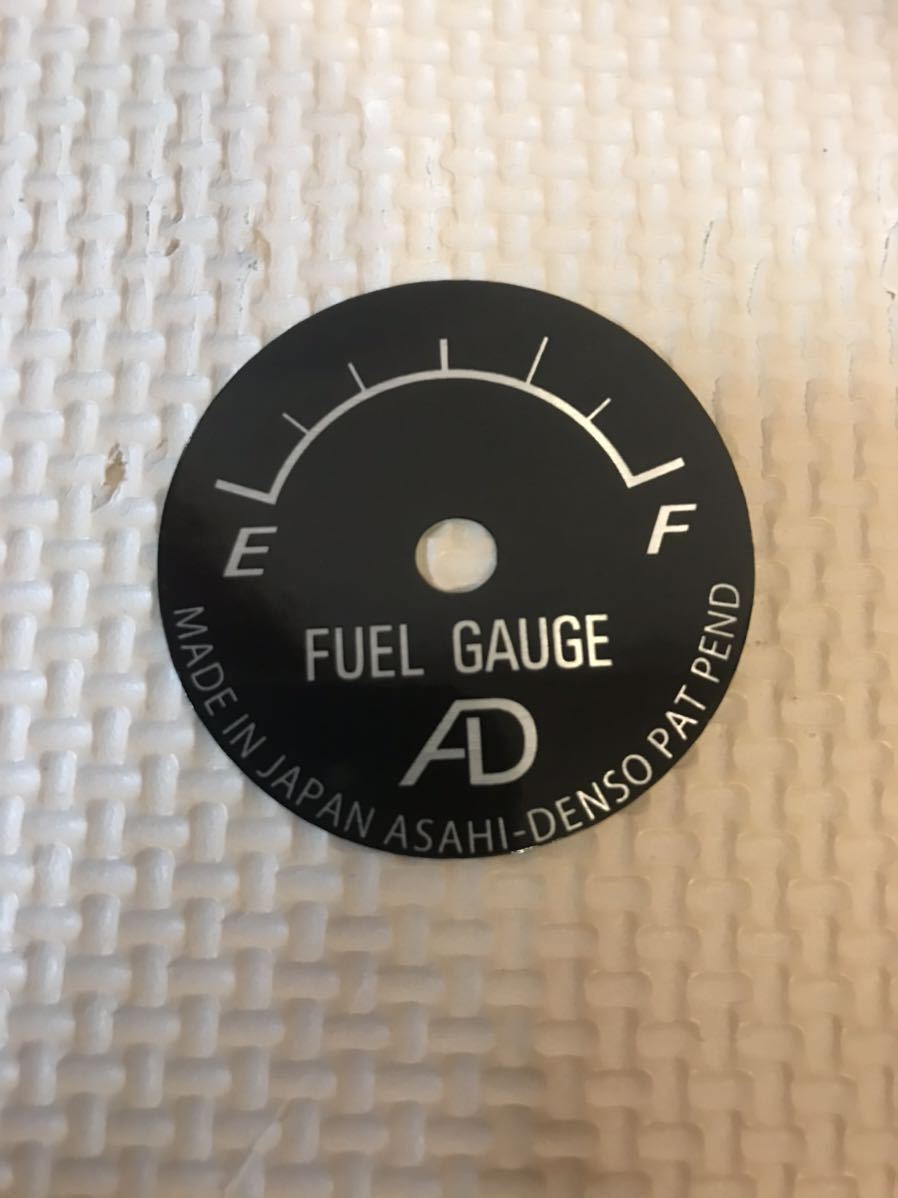 E F
FUEL GAUGE
AD
MADE IN JAPAN ASAHI-DENSO PAT PEND